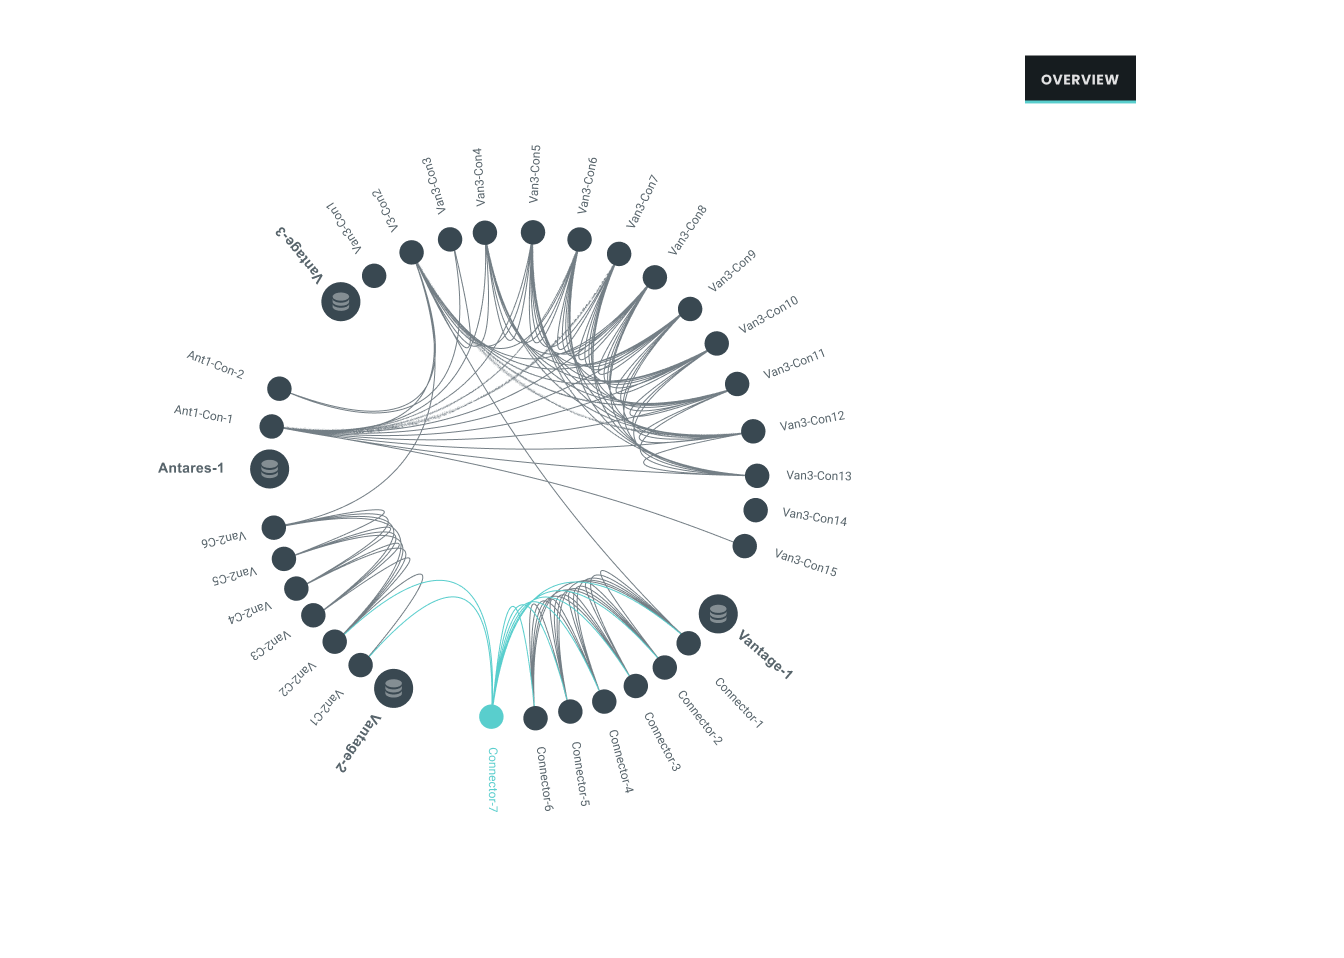 OVERVIEW
Vantage-3
Van3-Con1
V3-Con2
Van3-Con3
Van3-Con4
Van3-Con5
Van3-Con6
Van3-Con7
Van3-Con8
Van3-Con9
Van3-Con10
Van3-Con11
Van3-Con12
Van3-Con13
Van3-Con14
Van3-Con15
Vantage-1
Connector-1
Connector-2
Connector-3
Connector-4
Connector-5
Connector-6
Connector-7
Vantage-2
Van2-C1
Van2-C2
Van2-C3
Van2-C4
Van2-C5
Van2-C6
Antares-1
Ant1-Con-1
Ant1-Con-2